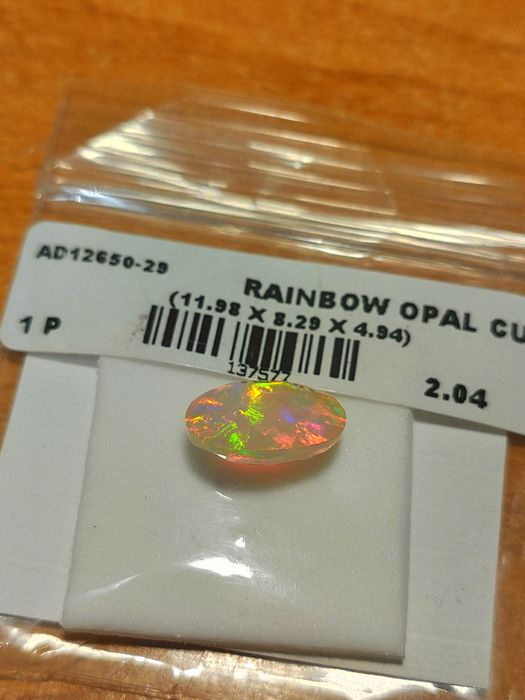 AD12650-29
RAINBOW OPAL CU
(11.98 X 8.29 X 4.94)
1 P
137577
2.04